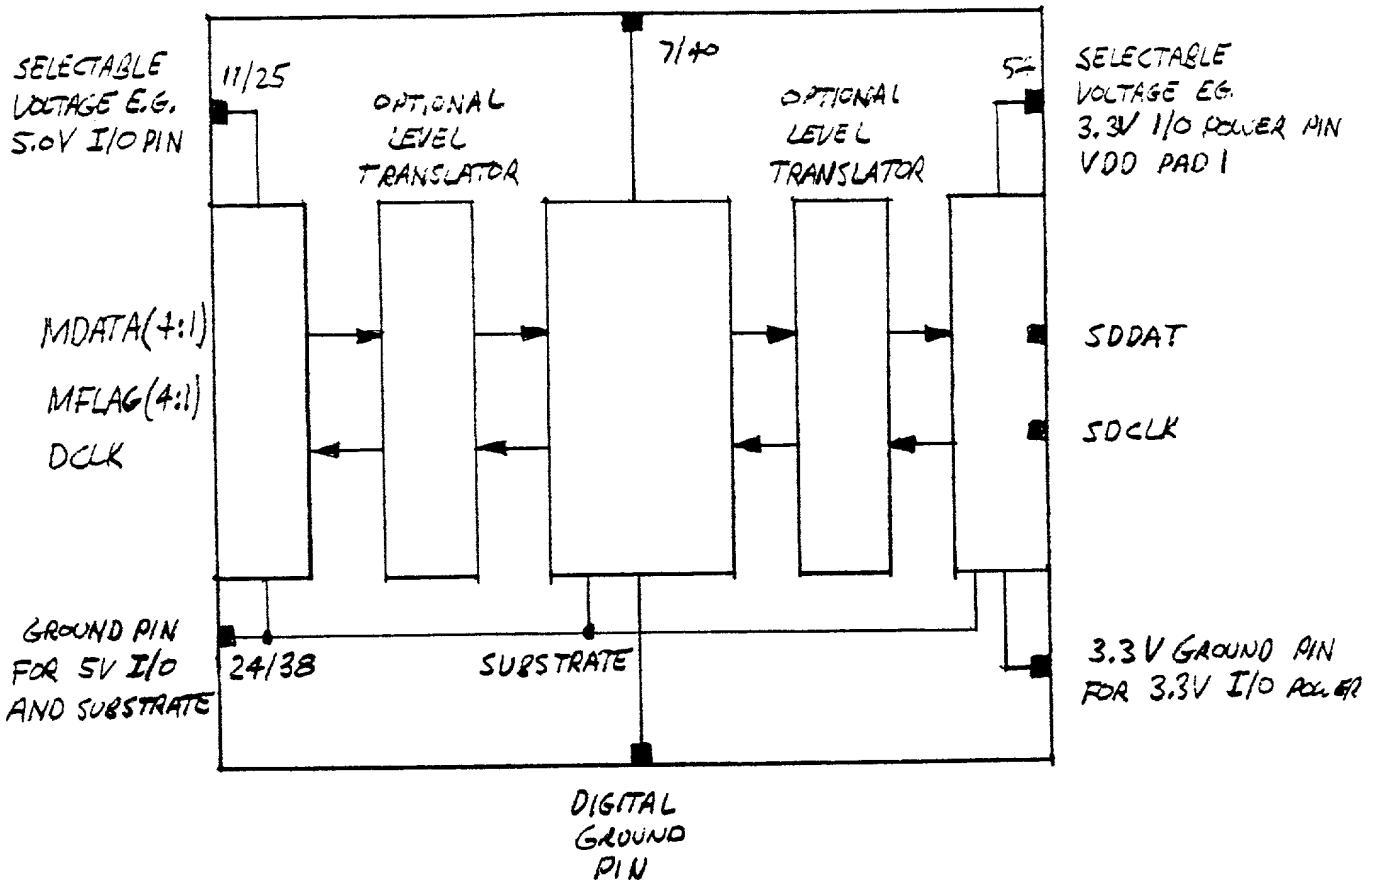 SELECTABLE
VOLTAGE E.G.
5.0V I/O PIN
11/25
OPTIONAL
LEVEL
TRANSLATOR
7/40
OPTIONAL
LEVEL
TRANSLATOR
SELECTABLE
VOLTAGE EG.
3.3V I/O POWER PIN
VDD PAD 1
MDATA(4:1)
MFLAG(4:1)
DCLK
SDDAT
SDCLK
GROUND PIN
FOR 5V I/O
AND SUBSTRATE
24/38
SUBSTRATE
3.3V GROUND PIN
FOR 3.3V I/O POWER
DIGITAL
GROUND
PIN